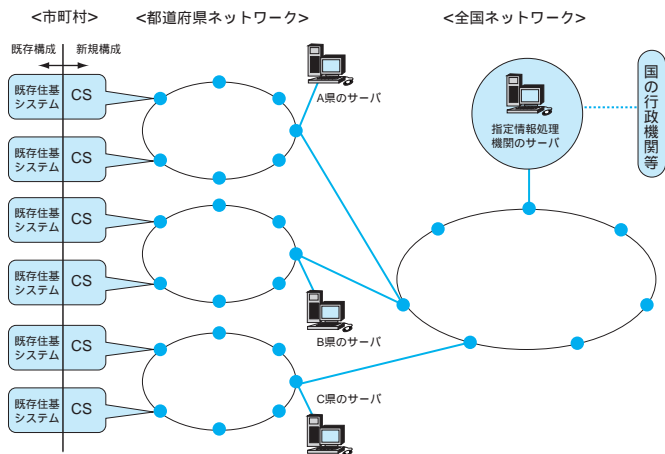 <市町村>
<都道府県ネットワーク>
<全国ネットワーク>
既存構成
新規構成
既存住基
システム
CS
既存住基
システム
CS
既存住基
システム
CS
既存住基
システム
CS
既存住基
システム
CS
既存住基
システム
CS
A県のサーバ
B県のサーバ
C県のサーバ
指定情報処理
機関のサーバ
国の行政機関等